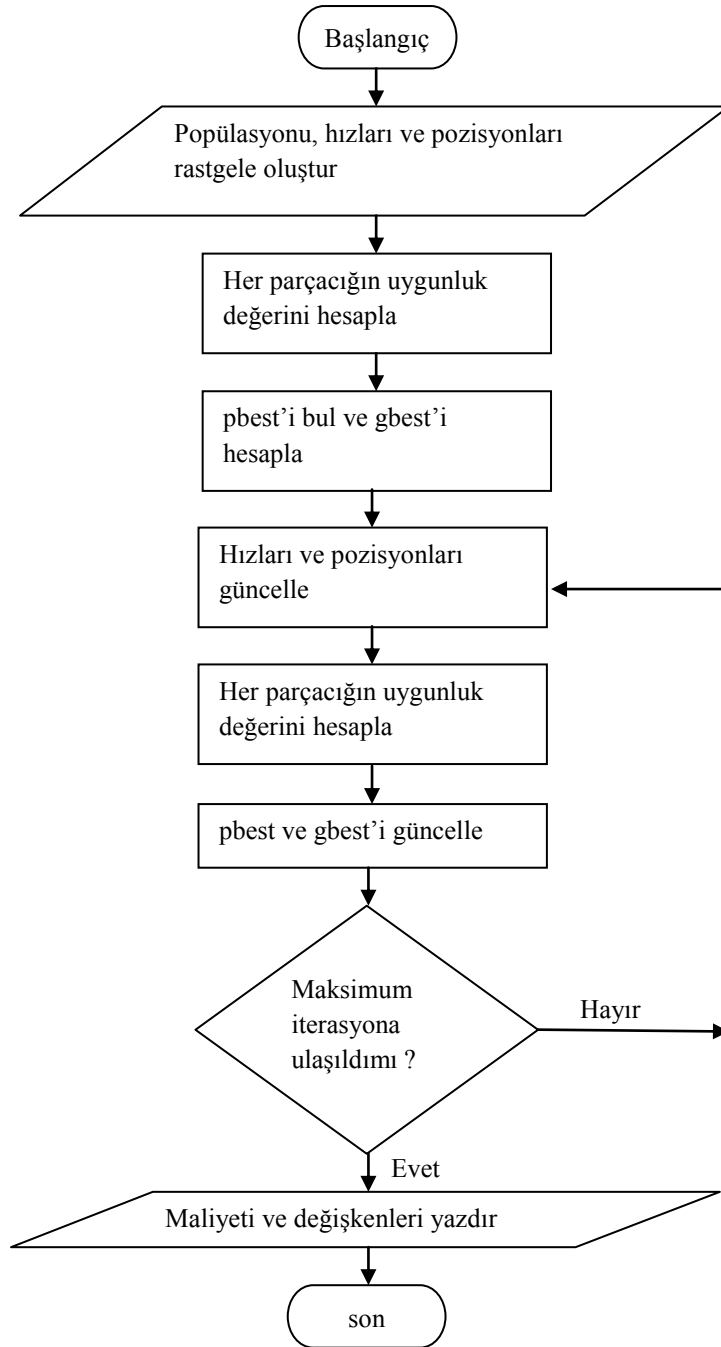 Başlangıç
Popülasyonu, hızları ve pozisyonları
rastgele oluştur
Her parçacığın uygunluk
değerini hesapla
pbest’i bul ve gbest’i
hesapla
Hızları ve pozisyonları
güncelle
Her parçacığın uygunluk
değerini hesapla
pbest ve gbest’i güncelle
Maksimum
iterasyona
ulaşıldımı ?
Hayır
Evet
Maliyeti ve değişkenleri yazdır
son